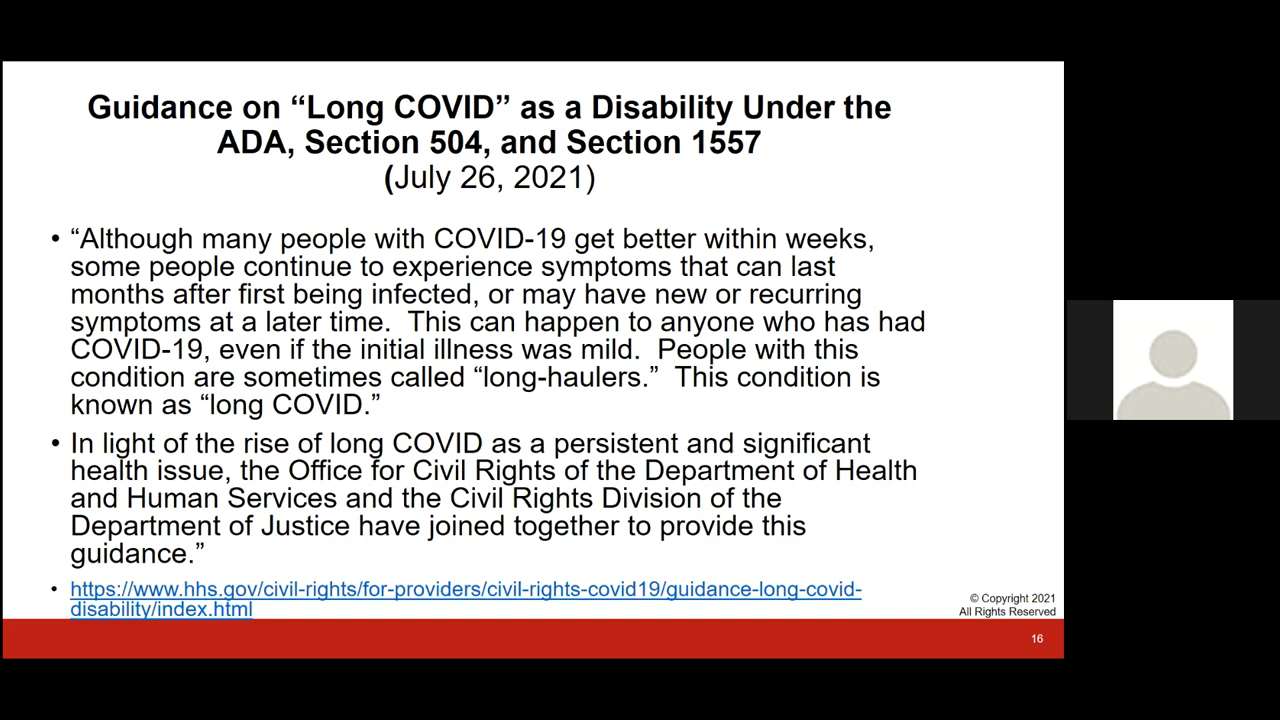 Guidance on “Long COVID” as a Disability Under the
ADA, Section 504, and Section 1557
(July 26, 2021)
• “Although many people with COVID-19 get better within weeks,
some people continue to experience symptoms that can last
months after first being infected, or may have new or recurring
symptoms at a later time.  This can happen to anyone who has had
COVID-19, even if the initial illness was mild.  People with this
condition are sometimes called “long-haulers.”  This condition is
known as “long COVID.”
• In light of the rise of long COVID as a persistent and significant
health issue, the Office for Civil Rights of the Department of Health
and Human Services and the Civil Rights Division of the
Department of Justice have joined together to provide this
guidance.”
• https://www.hhs.gov/civil-rights/for-providers/civil-rights-covid19/guidance-long-covid-
disability/index.html
© Copyright 2021
All Rights Reserved
16